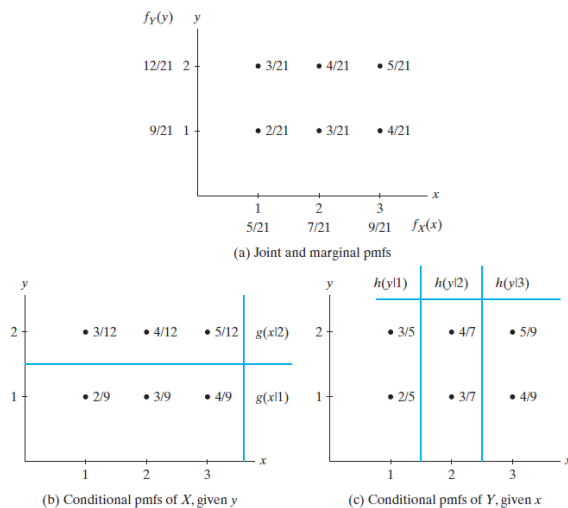 f_Y(y) y
12/21 2 • 3/21 • 4/21 • 5/21
9/21 1 • 2/21 • 3/21 • 4/21
x
1 2 3
5/21 7/21 9/21 f_X(x)
(a) Joint and marginal pmfs
y
2 • 3/12 • 4/12 • 5/12 g(x|2)
1 • 2/9 • 3/9 • 4/9 g(x|1)
x
1 2 3
(b) Conditional pmfs of X, given y
y h(y|1) h(y|2) h(y|3)
2 • 3/5 • 4/7 • 5/9
1 • 2/5 • 3/7 • 4/9
x
1 2 3
(c) Conditional pmfs of Y, given x